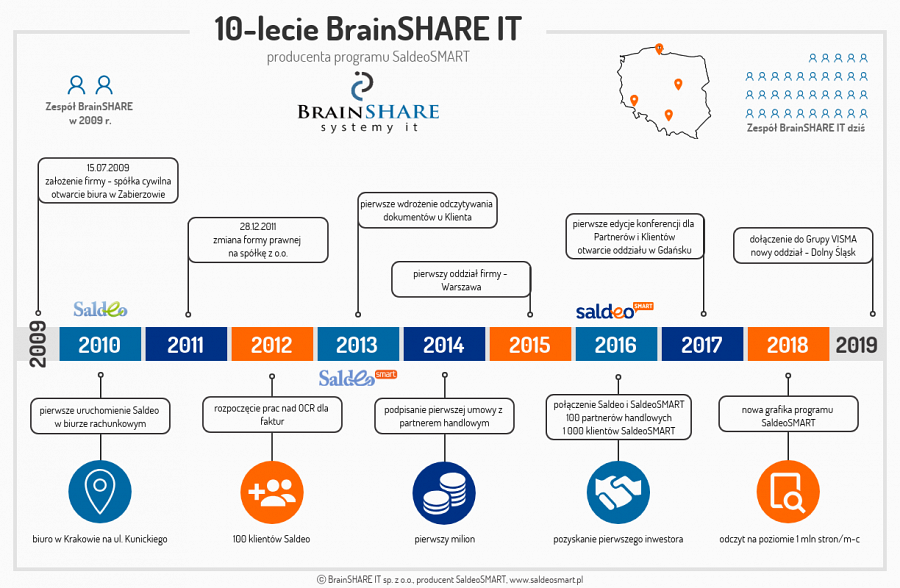 10-lecie BrainSHARE IT
producenta programu SaldeoSMART
BRAINSHARE
systemy it
Zespół BrainSHARE
w 2009 r.
Zespół BrainSHARE IT dziś
15.07.2009
założenie firmy - spółka cywilna
otwarcie biura w Zabierzowie
28.12.2011
zmiana formy prawnej
na spółkę z o.o.
pierwsze wdrożenie odczytywania
dokumentów u Klienta
pierwszy oddział firmy -
Warszawa
pierwsze edycje konferencji dla
Partnerów i Klientów
otwarcie oddziału w Gdańsku
dołączenie do Grupy VISMA
nowy oddział - Dolny Śląsk
Saldeo
saldeo SMART
2009
2010
2011
2012
2013
2014
2015
2016
2017
2018
2019
Saldeo smart
pierwsze uruchomienie Saldeo
w biurze rachunkowym
rozpoczęcie prac nad OCR dla
faktur
podpisanie pierwszej umowy z
partnerem handlowym
połączenie Saldeo i SaldeoSMART
100 partnerów handlowych
1 000 klientów SaldeoSMART
nowa grafika programu
SaldeoSMART
biuro w Krakowie na ul. Kunickiego
100 klientów Saldeo
pierwszy milion
pozyskanie pierwszego inwestora
odczyt na poziomie 1 mln stron/m-c
© BrainSHARE IT sp. z o.o., producent SaldeoSMART, www.saldeosmart.pl